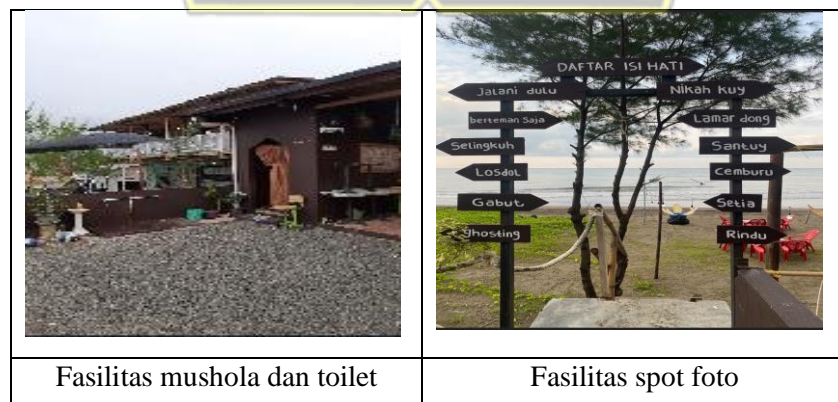 DAFTAR ISI HATI
Jalani dulu
Nikah kuy
berteman Saja
Lamar dong
Selingkuh
Santuy
Losdol
Cemburu
Gabut
Setia
Ghosting
Rindu
Fasilitas mushola dan toilet
Fasilitas spot foto